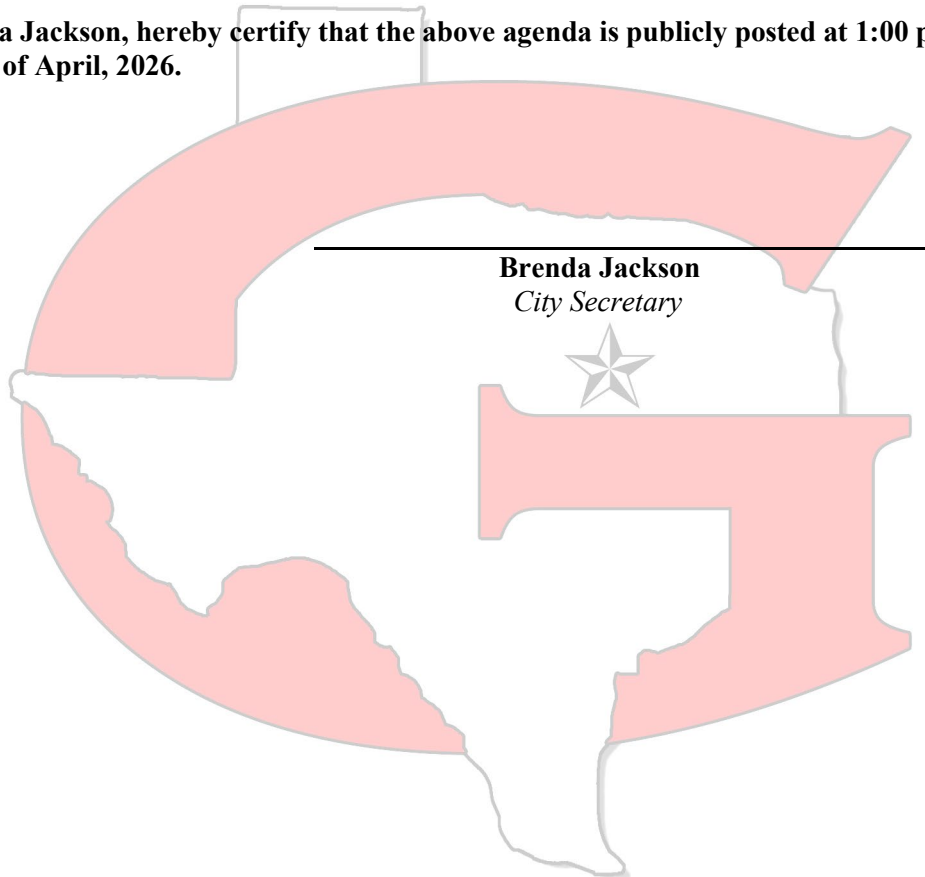 a Jackson, hereby certify that the above agenda is publicly posted at 1:00 p
of April, 2026.
Brenda Jackson
City Secretary
G